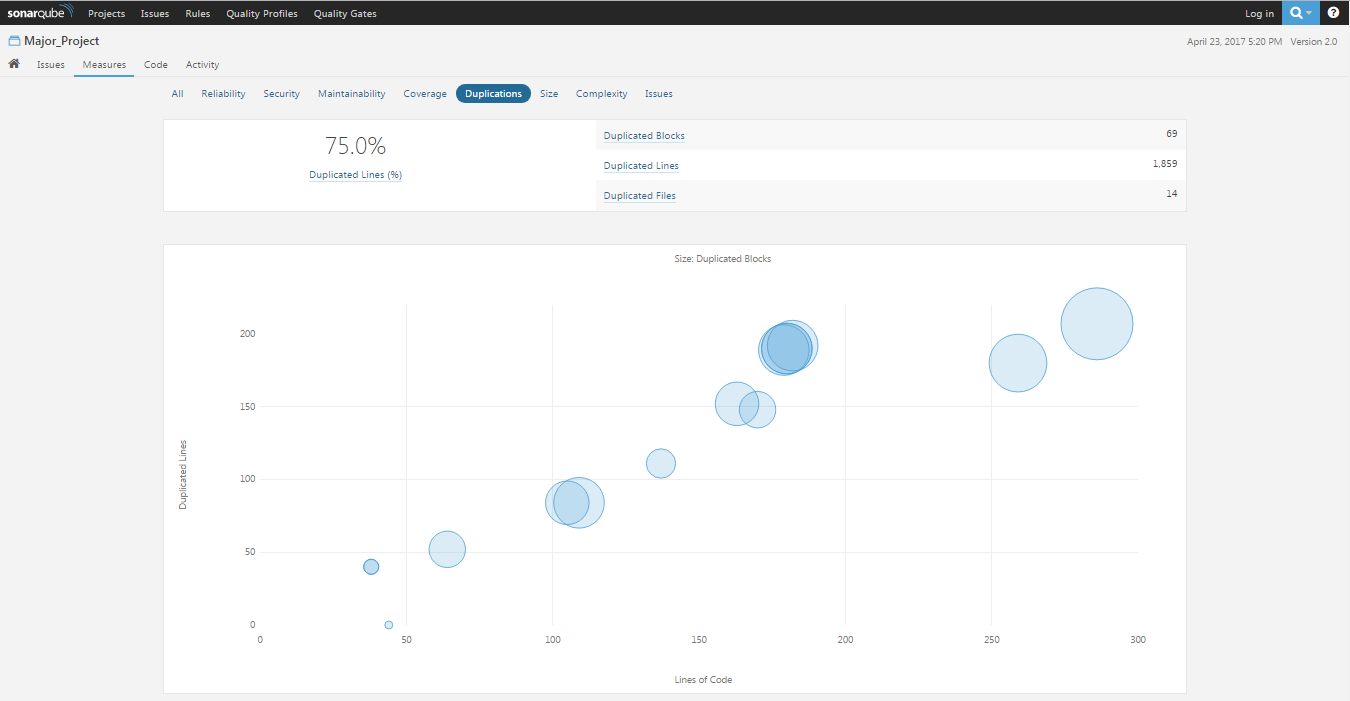 sonarqube Projects Issues Rules Quality Profiles Quality Gates Log in ?
Major_Project April 23, 2017 5:20 PM Version 2.0
Issues Measures Code Activity
All Reliability Security Maintainability Coverage Duplications Size Complexity Issues
75.0%
Duplicated Lines (%)
Duplicated Blocks 69
Duplicated Lines 1,859
Duplicated Files 14
Size: Duplicated Blocks
200
150
100
50
0
Duplicated Lines
0 50 100 150 200 250 300
Lines of Code